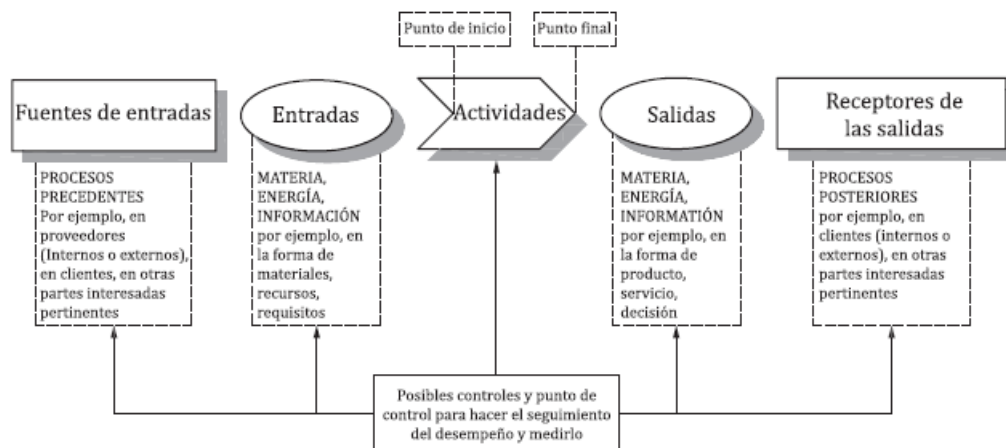 Punto de inicio
Punto final
Fuentes de entradas
Entradas
Actividades
Salidas
Receptores de
las salidas
PROCESOS
PRECEDENTES
Por ejemplo, en
proveedores
(Internos o externos),
en clientes, en otras
partes interesadas
pertinentes
MATERIA,
ENERGÍA,
INFORMACIÓN
por ejemplo, en
la forma de
materiales,
recursos,
requisitos
MATERIA,
ENERGÍA,
INFORMATIÓN
por ejemplo, en
la forma de
producto,
servicio,
decisión
PROCESOS
POSTERIORES
por ejemplo, en
clientes (internos o
externos), en otras
partes interesadas
pertinentes
Posibles controles y punto de
control para hacer el seguimiento
del desempeño y medirlo